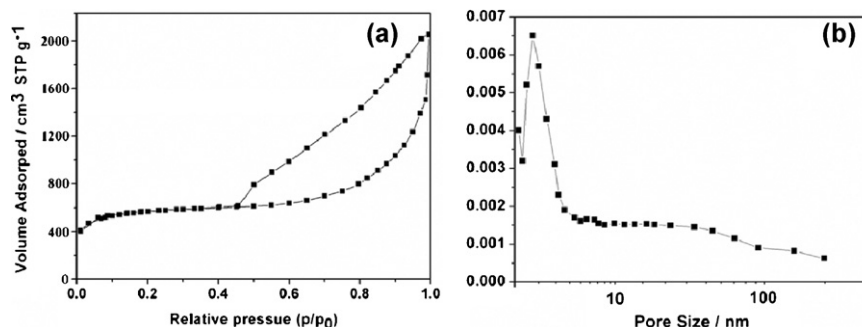 (a)
Volume Adsorped / cm³ STP g⁻¹
2000
1600
1200
800
400
0
0.0 0.2 0.4 0.6 0.8 1.0
Relative pressue (p/p₀)
(b)
0.007
0.006
0.005
0.004
0.003
0.002
0.001
0.000
10 100
Pore Size / nm